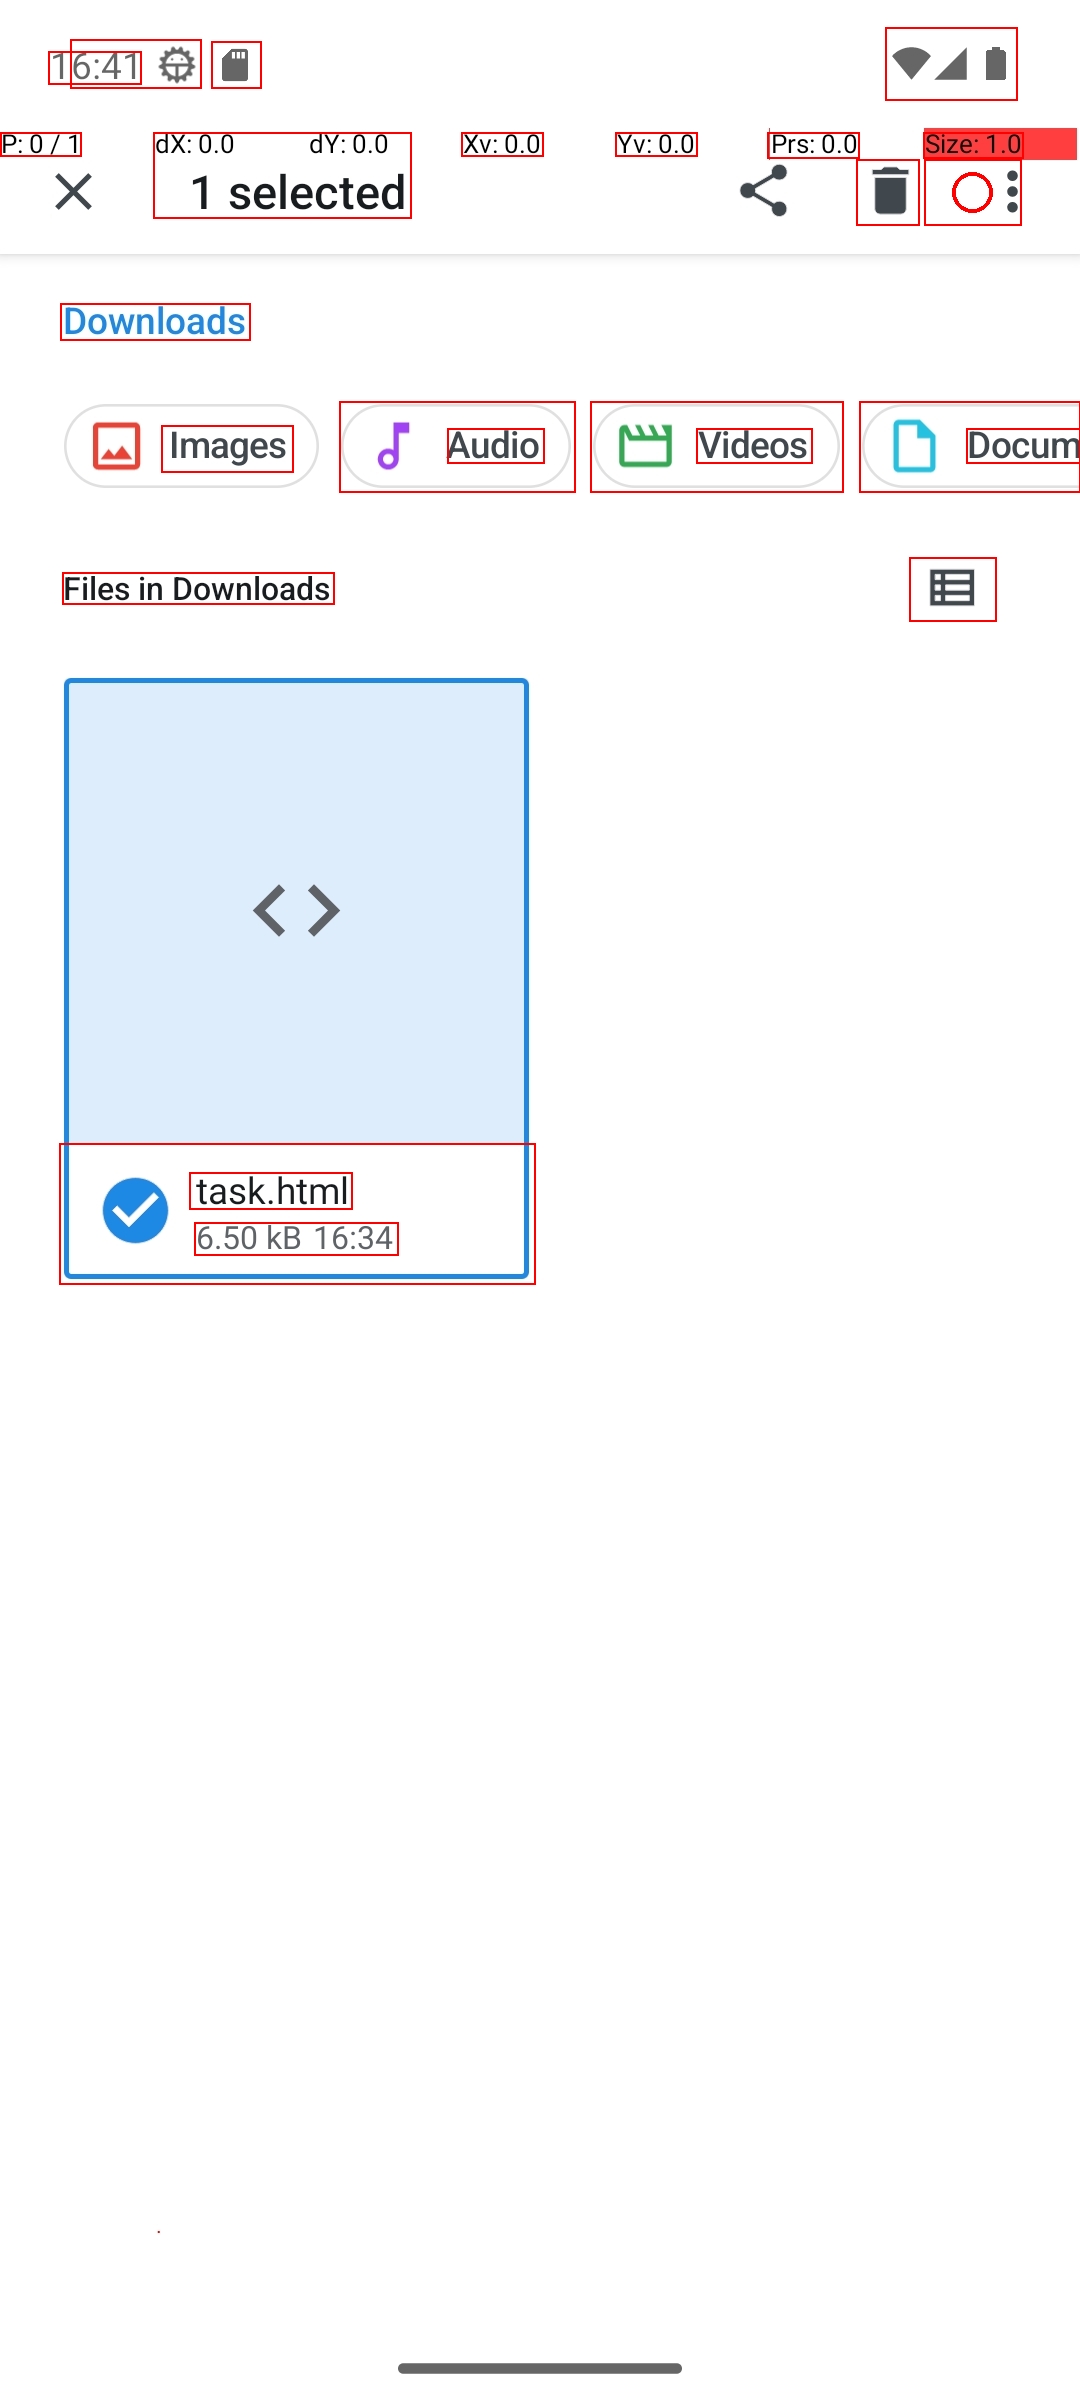 16:41
P: 0 / 1 dX: 0.0 dY: 0.0 Xv: 0.0 Yv: 0.0 Prs: 0.0 Size: 1.0
1 selected
Downloads
Images Audio Videos Docum
Files in Downloads
task.html
6.50 kB 16:34